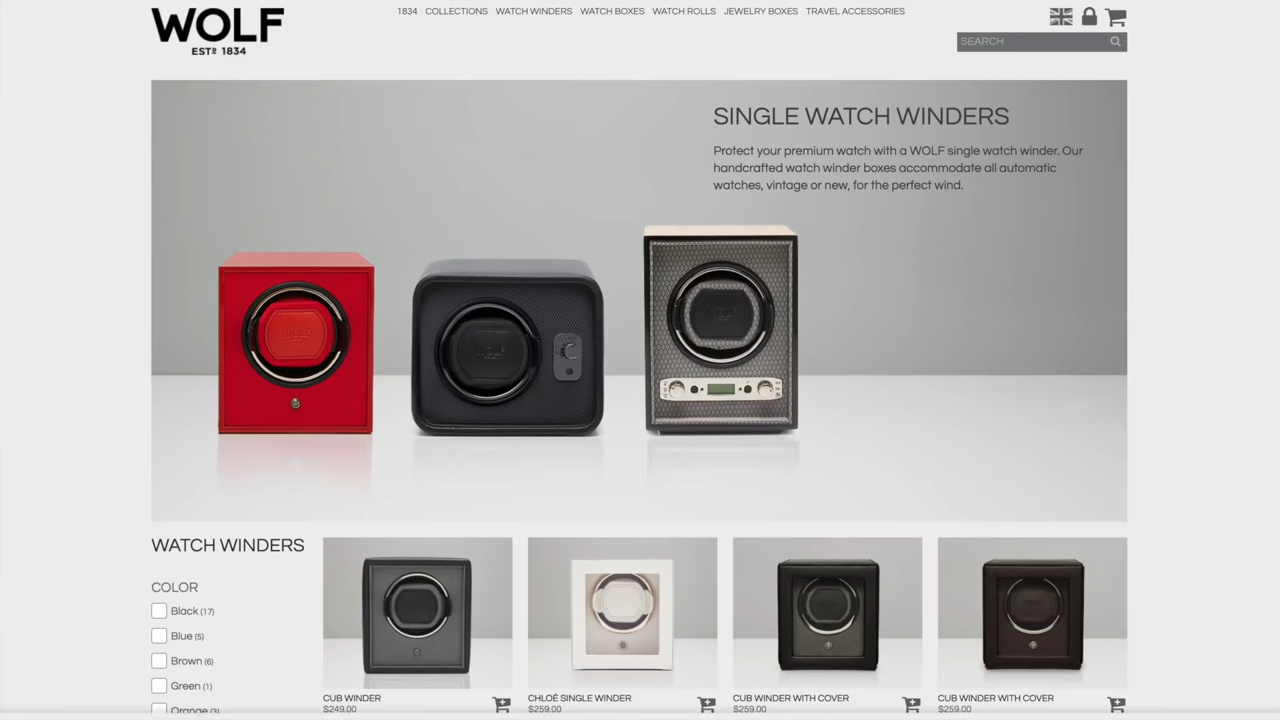 WOLF
ESTD 1834
1834 COLLECTIONS WATCH WINDERS WATCH BOXES WATCH ROLLS JEWELRY BOXES TRAVEL ACCESSORIES
SEARCH
SINGLE WATCH WINDERS
Protect your premium watch with a WOLF single watch winder. Our
handcrafted watch winder boxes accommodate all automatic
watches, vintage or new, for the perfect wind.
WATCH WINDERS
COLOR
Black (17)
Blue (5)
Brown (6)
Green (1)
Orange (3)
CUB WINDER
$249.00
CHLOË SINGLE WINDER
$259.00
CUB WINDER WITH COVER
$259.00
CUB WINDER WITH COVER
$259.00